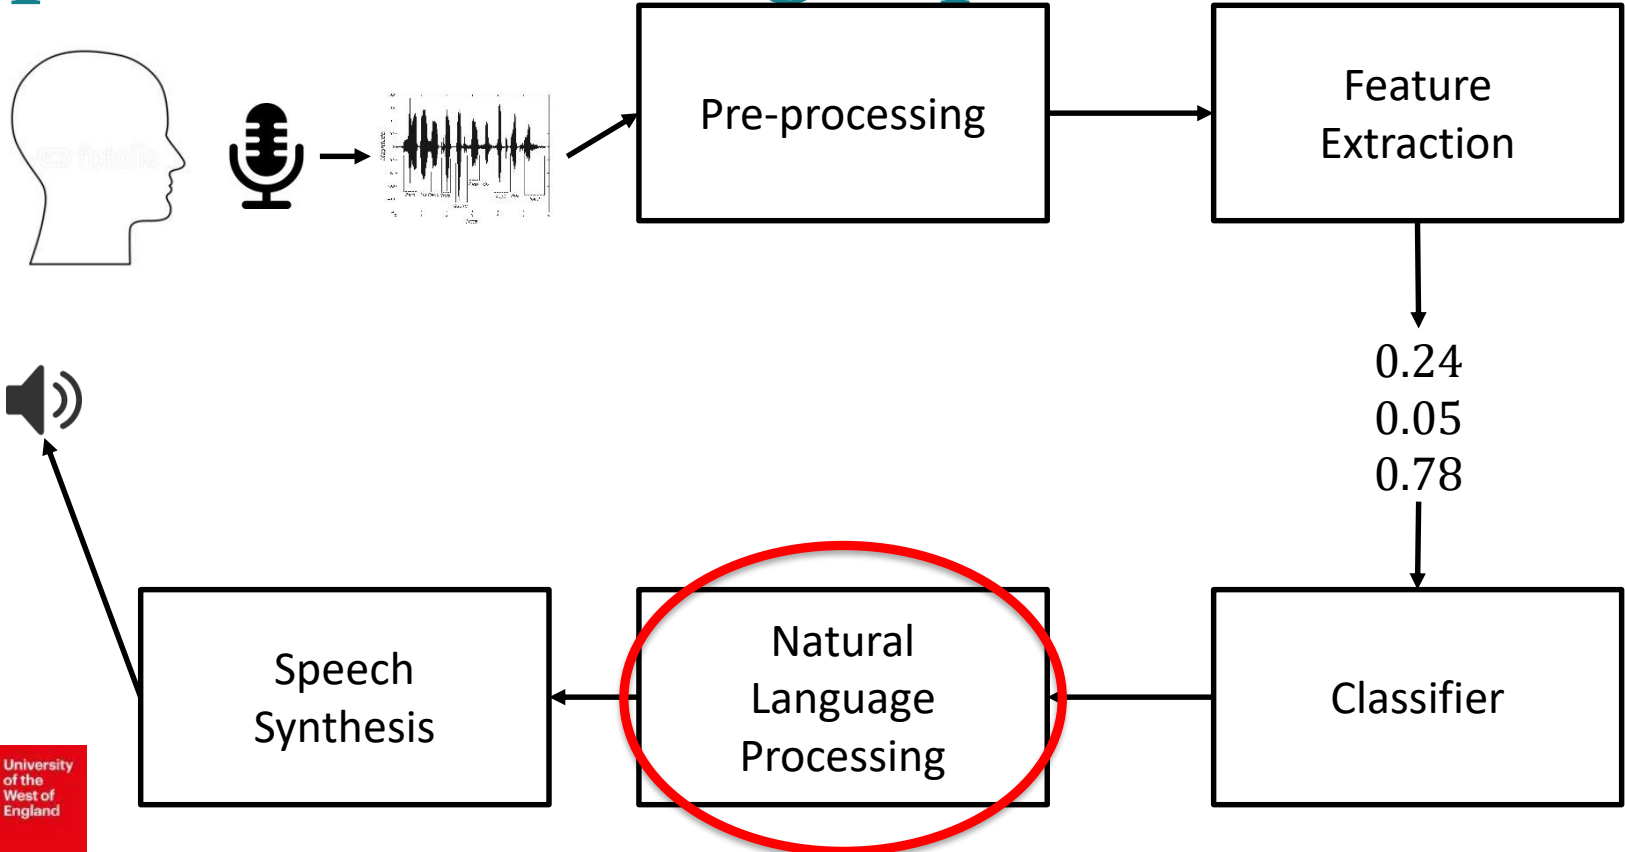 Pre-processing
Feature
Extraction
fotolia
0.24
0.05
0.78
Speech
Synthesis
Natural
Language
Processing
Classifier
University
of the
West of
England